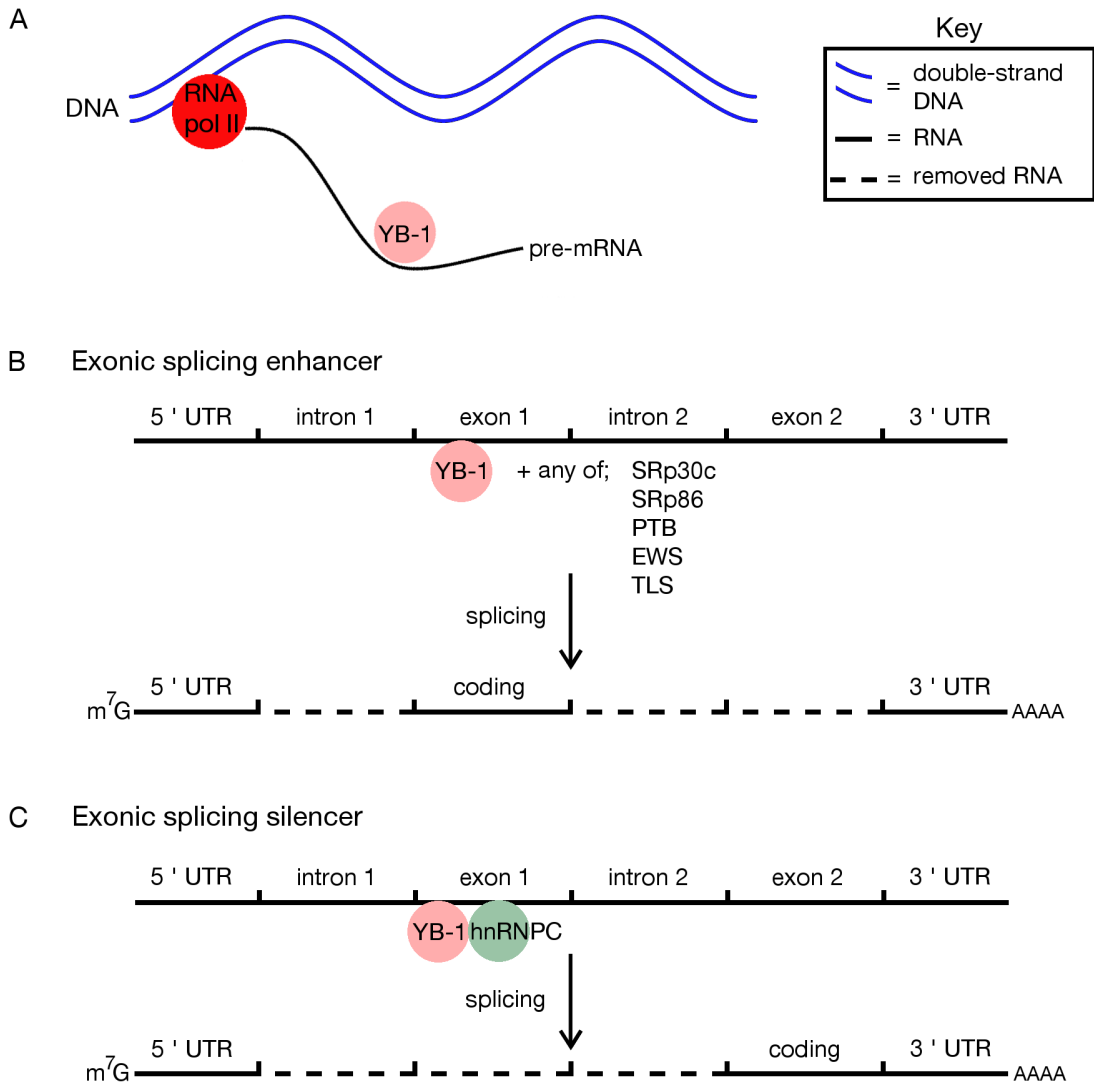 A
DNA
RNA
pol II
YB-1
pre-mRNA
Key
= double-strand
DNA
= RNA
= removed RNA
B Exonic splicing enhancer
5 ' UTR intron 1 exon 1 intron 2 exon 2 3 ' UTR
YB-1 + any of; SRp30c
SRp86
PTB
EWS
TLS
splicing
5 ' UTR coding 3 ' UTR
m⁷G AAAA
C Exonic splicing silencer
5 ' UTR intron 1 exon 1 intron 2 exon 2 3 ' UTR
YB-1 hnRNPC
splicing
5 ' UTR coding 3 ' UTR
m⁷G AAAA